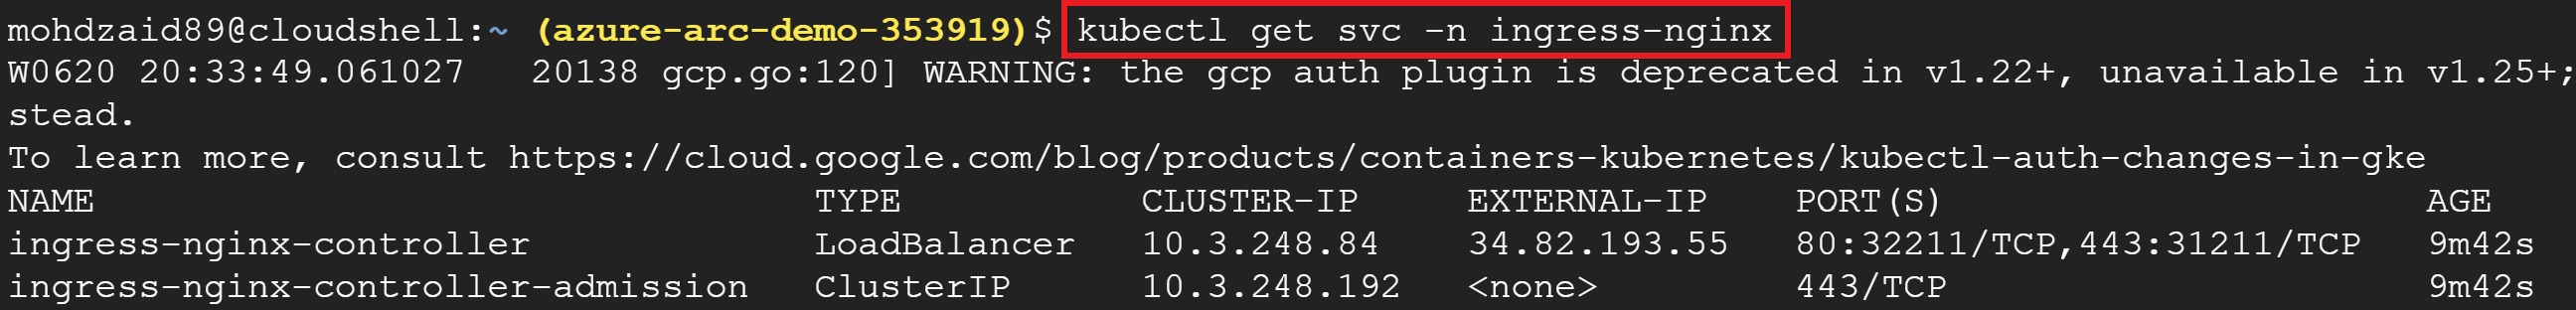 mohdzaid89@cloudshell:~ (azure-arc-demo-353919)$ kubectl get svc -n ingress-nginx
W0620 20:33:49.061027   20138 gcp.go:120] WARNING: the gcp auth plugin is deprecated in v1.22+, unavailable in v1.25+;
stead.
To learn more, consult https://cloud.google.com/blog/products/containers-kubernetes/kubectl-auth-changes-in-gke
NAME                                 TYPE           CLUSTER-IP     EXTERNAL-IP    PORT(S)                      AGE
ingress-nginx-controller             LoadBalancer   10.3.248.84    34.82.193.55   80:32211/TCP,443:31211/TCP   9m42s
ingress-nginx-controller-admission   ClusterIP      10.3.248.192   <none>         443/TCP                      9m42s